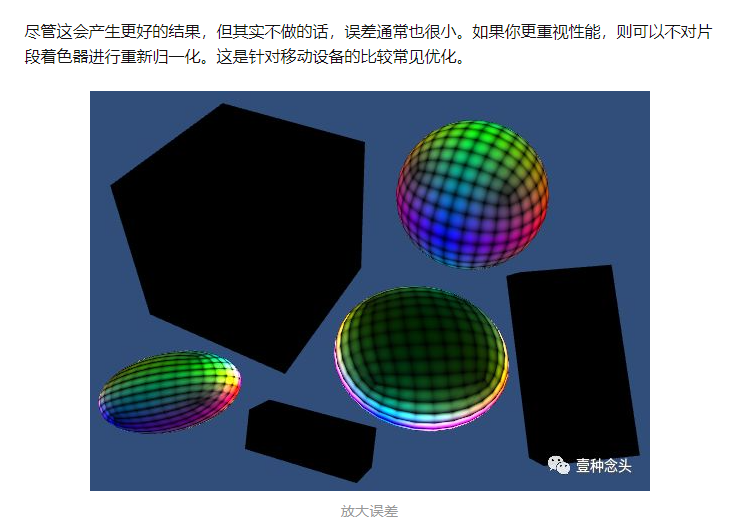 尽管这会产生更好的结果，但其实不做的话，误差通常也很小。如果你更重视性能，则可以不对片
段着色器进行重新归一化。这是针对移动设备的比较常见优化。
壹种念头
放大误差